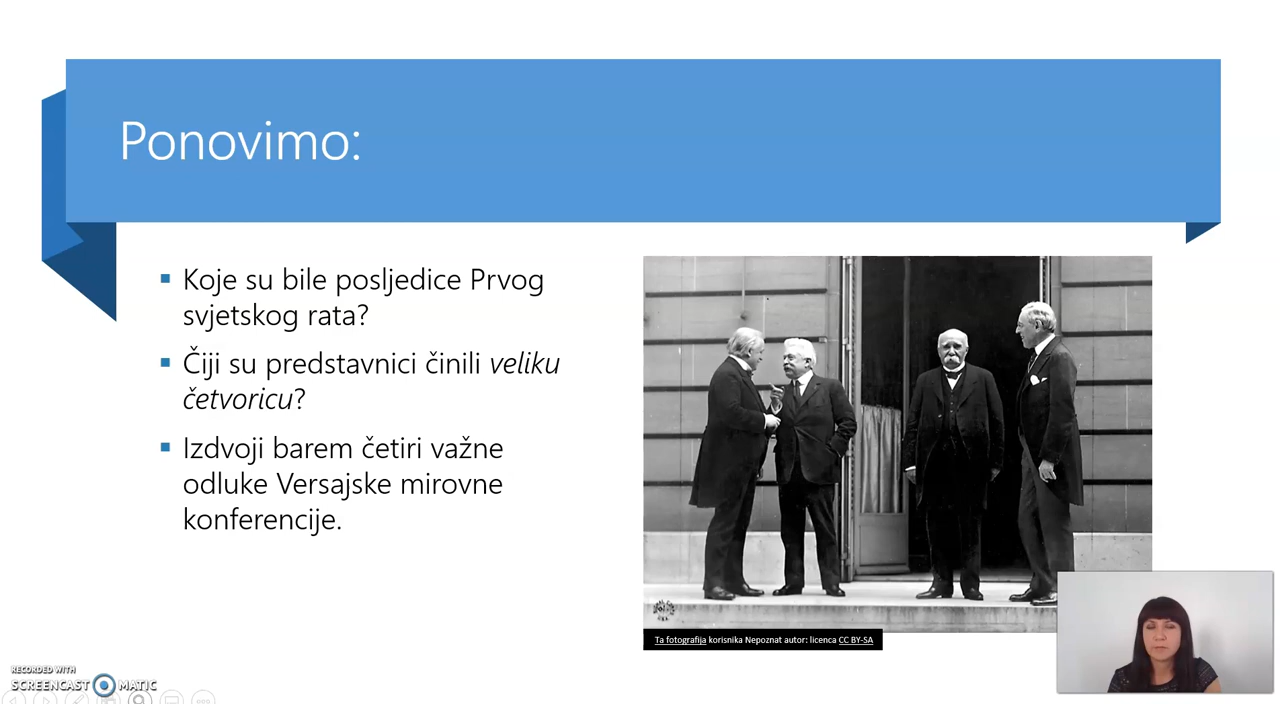 Ponovimo:
Koje su bile posljedice Prvog
svjetskog rata?
Čiji su predstavnici činili veliku
četvoricu?
Izdvoji barem četiri važne
odluke Versajske mirovne
konferencije.
Ta fotografija korisnika Nepoznat autor: licenca CC BY-SA
RECORDED WITH
SCREENCAST MATIC